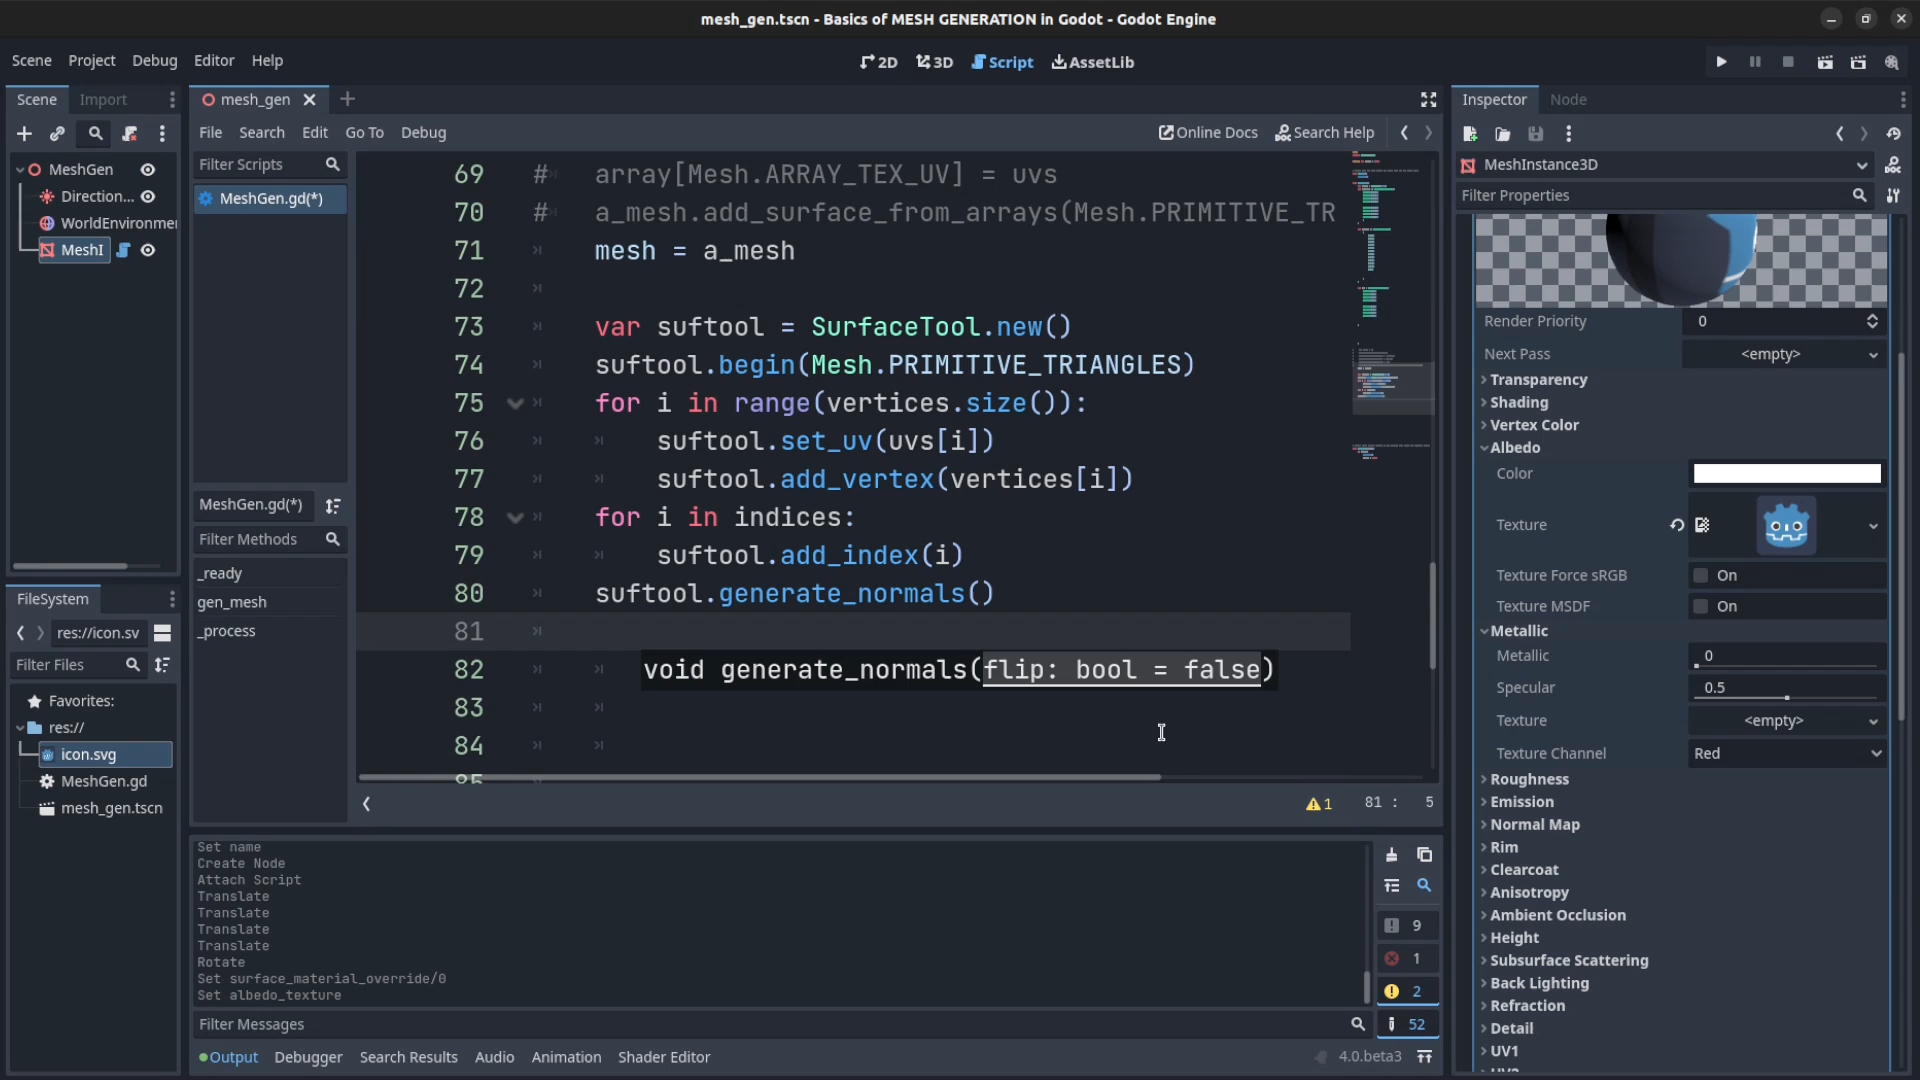 mesh_gen.tscn - Basics of MESH GENERATION in Godot - Godot Engine
Scene Project Debug Editor Help
2D 3D Script AssetLib
Scene Import
mesh_gen
Inspector Node
File Search Edit Go To Debug
Online Docs Search Help
MeshGen
Direction...
WorldEnvironme
MeshI
Filter Scripts
MeshGen.gd(*)
MeshGen.gd(*)
Filter Methods
_ready
gen_mesh
_process
FileSystem
res://icon.sv
Filter Files
Favorites:
res://
icon.svg
MeshGen.gd
mesh_gen.tscn
69 # array[Mesh.ARRAY_TEX_UV] = uvs
70 # a_mesh.add_surface_from_arrays(Mesh.PRIMITIVE_TR
71 mesh = a_mesh
72
73 var suftool = SurfaceTool.new()
74 suftool.begin(Mesh.PRIMITIVE_TRIANGLES)
75 for i in range(vertices.size()):
76 suftool.set_uv(uvs[i])
77 suftool.add_vertex(vertices[i])
78 for i in indices:
79 suftool.add_index(i)
80 suftool.generate_normals()
81
82 void generate_normals(flip: bool = false)
83
84
1 81 : 5
Set name
Create Node
Attach Script
Translate
Translate
Translate
Translate
Rotate
Set surface_material_override/0
Set albedo_texture
9
1
2
52
Filter Messages
Output Debugger Search Results Audio Animation Shader Editor
4.0.beta3
MeshInstance3D
Filter Properties
Render Priority 0
Next Pass <empty>
Transparency
Shading
Vertex Color
Albedo
Color
Texture
Texture Force sRGB On
Texture MSDF On
Metallic
Metallic 0
Specular 0.5
Texture <empty>
Texture Channel Red
Roughness
Emission
Normal Map
Rim
Clearcoat
Anisotropy
Ambient Occlusion
Height
Subsurface Scattering
Back Lighting
Refraction
Detail
UV1